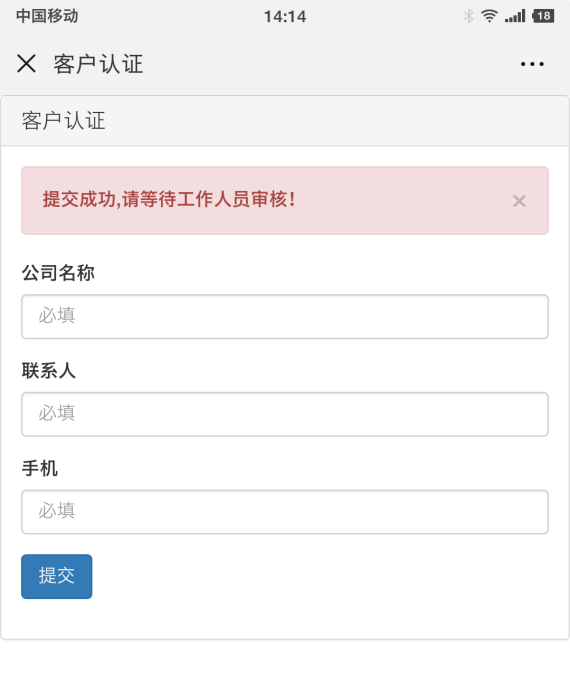 中国移动 14:14 18
客户认证
客户认证
提交成功,请等待工作人员审核!
公司名称
必填
联系人
必填
手机
必填
提交